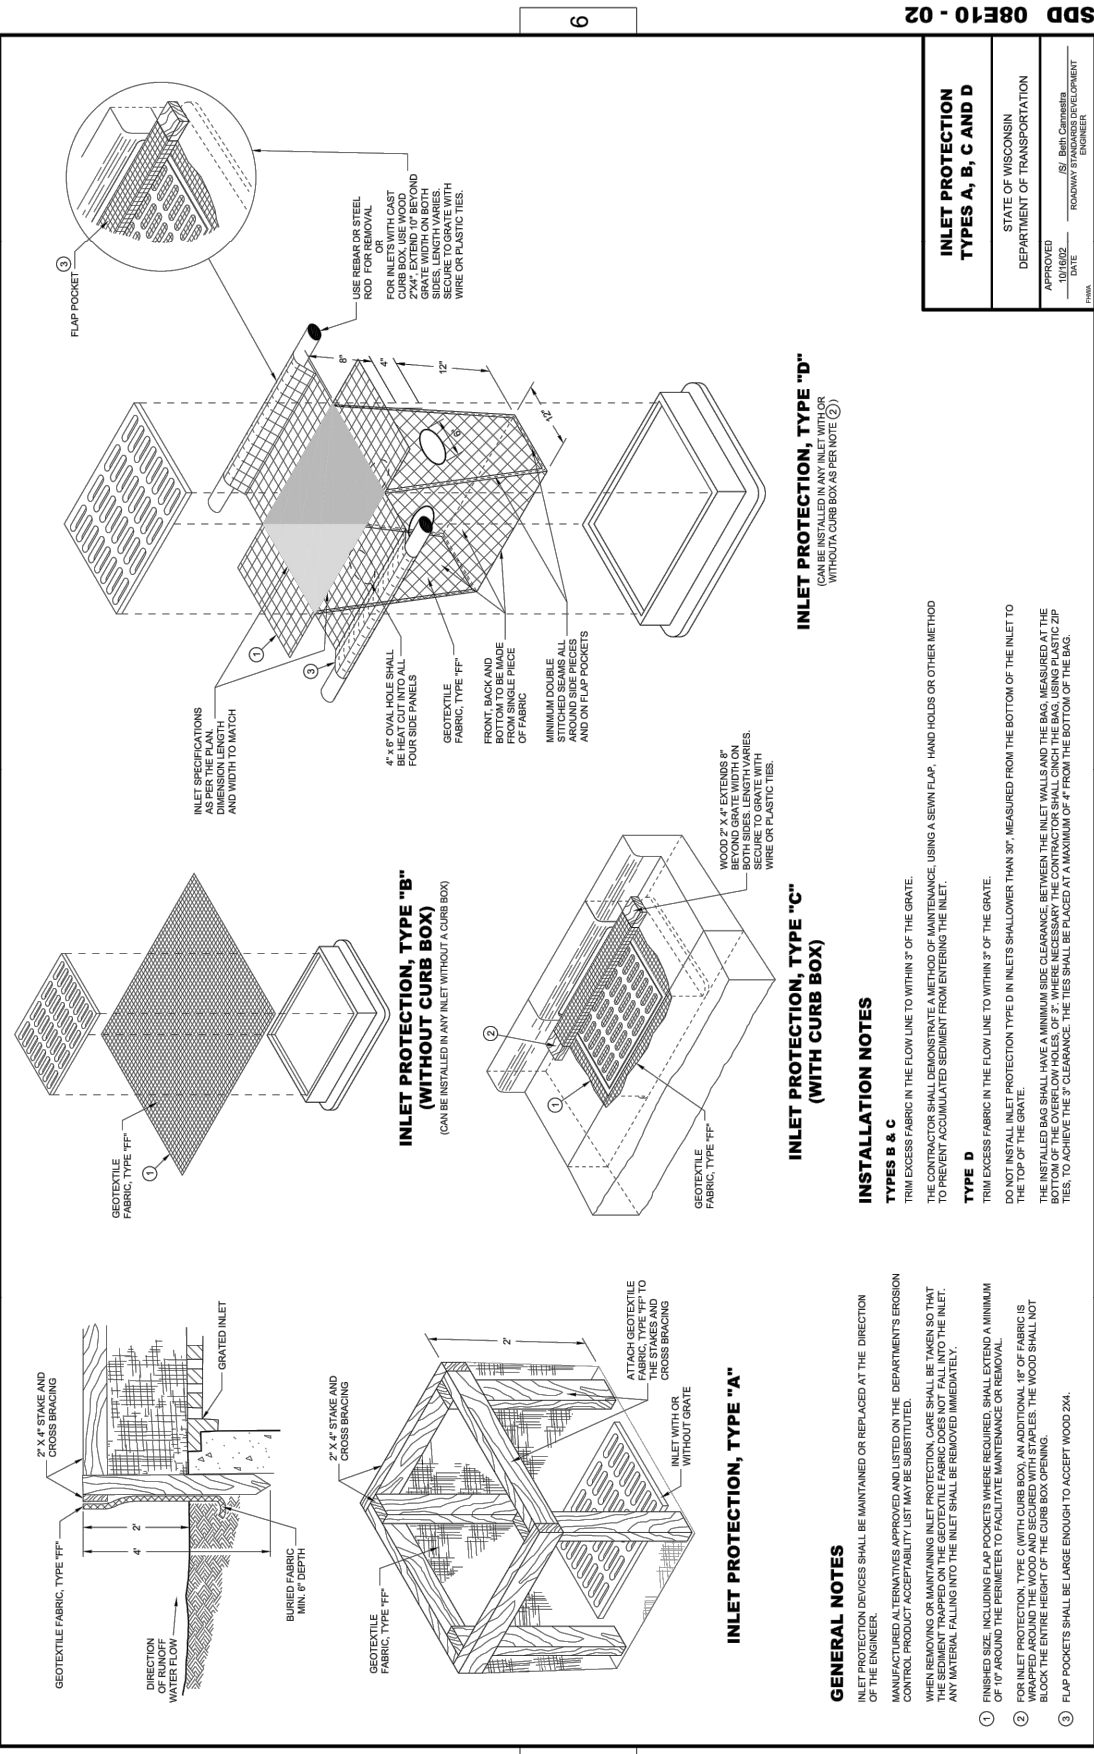 GEOTEXTILE FABRIC, TYPE "FF"
2" X 4" STAKE AND
CROSS BRACING
2'
4'
DIRECTION
OF RUNOFF
WATER FLOW
GRATED INLET
BURIED FABRIC
MIN. 6" DEPTH
2" X 4" STAKE AND
CROSS BRACING
GEOTEXTILE
FABRIC, TYPE "FF"
2'
ATTACH GEOTEXTILE
FABRIC, TYPE "FF" TO
THE STAKES AND
CROSS BRACING
INLET WITH OR
WITHOUT GRATE
INLET PROTECTION, TYPE "A"
GEOTEXTILE
FABRIC, TYPE "FF"
1
INLET PROTECTION, TYPE "B"
(WITHOUT CURB BOX)
(CAN BE INSTALLED IN ANY INLET WITHOUT A CURB BOX)
2
1
WOOD 2" X 4" EXTENDS 8"
BEYOND GRATE WIDTH ON
BOTH SIDES. LENGTH VARIES.
SECURE TO GRATE WITH
WIRE OR PLASTIC TIES.
GEOTEXTILE
FABRIC, TYPE "FF"
INLET PROTECTION, TYPE "C"
(WITH CURB BOX)
FLAP POCKET
3
USE REBAR OR STEEL
ROD FOR REMOVAL
OR
FOR INLETS WITH CAST
CURB BOX, USE WOOD
2"X4", EXTEND 10" BEYOND
GRATE WIDTH ON BOTH
SIDES, LENGTH VARIES.
SECURE TO GRATE WITH
WIRE OR PLASTIC TIES.
INLET SPECIFICATIONS
AS PER THE PLAN.
DIMENSION LENGTH
AND WIDTH TO MATCH
1
3
8"
4"
12"
12"
4" x 6" OVAL HOLE SHALL
BE HEAT CUT INTO ALL
FOUR SIDE PANELS
GEOTEXTILE
FABRIC, TYPE "FF"
FRONT, BACK AND
BOTTOM TO BE MADE
FROM SINGLE PIECE
OF FABRIC
MINIMUM DOUBLE
STITCHED SEAMS ALL
AROUND SIDE PIECES
AND ON FLAP POCKETS
INLET PROTECTION, TYPE "D"
(CAN BE INSTALLED IN ANY INLET WITH OR
WITHOUTA CURB BOX AS PER NOTE 2)
GENERAL NOTES
INLET PROTECTION DEVICES SHALL BE MAINTAINED OR REPLACED AT THE DIRECTION
OF THE ENGINEER.
MANUFACTURED ALTERNATIVES APPROVED AND LISTED ON THE DEPARTMENT'S EROSION
CONTROL PRODUCT ACCEPTABILITY LIST MAY BE SUBSTITUTED.
WHEN REMOVING OR MAINTAINING INLET PROTECTION, CARE SHALL BE TAKEN SO THAT
THE SEDIMENT TRAPPED ON THE GEOTEXTILE FABRIC DOES NOT FALL INTO THE INLET.
ANY MATERIAL FALLING INTO THE INLET SHALL BE REMOVED IMMEDIATELY.
1 FINISHED SIZE, INCLUDING FLAP POCKETS WHERE REQUIRED, SHALL EXTEND A MINIMUM
OF 10" AROUND THE PERIMETER TO FACILITATE MAINTENANCE OR REMOVAL.
2 FOR INLET PROTECTION, TYPE C (WITH CURB BOX), AN ADDITIONAL 18" OF FABRIC IS
WRAPPED AROUND THE WOOD AND SECURED WITH STAPLES. THE WOOD SHALL NOT
BLOCK THE ENTIRE HEIGHT OF THE CURB BOX OPENING.
3 FLAP POCKETS SHALL BE LARGE ENOUGH TO ACCEPT WOOD 2X4.
INSTALLATION NOTES
TYPES B & C
TRIM EXCESS FABRIC IN THE FLOW LINE TO WITHIN 3" OF THE GRATE.
THE CONTRACTOR SHALL DEMONSTRATE A METHOD OF MAINTENANCE, USING A SEWN FLAP, HAND HOLDS OR OTHER METHOD
TO PREVENT ACCUMULATED SEDIMENT FROM ENTERING THE INLET.
TYPE D
TRIM EXCESS FABRIC IN THE FLOW LINE TO WITHIN 3" OF THE GRATE.
DO NOT INSTALL INLET PROTECTION TYPE D IN INLETS SHALLOWER THAN 30", MEASURED FROM THE BOTTOM OF THE INLET TO
THE TOP OF THE GRATE.
THE INSTALLED BAG SHALL HAVE A MINIMUM SIDE CLEARANCE, BETWEEN THE INLET WALLS AND THE BAG, MEASURED AT THE
BOTTOM OF THE OVERFLOW HOLES, OF 3". WHERE NECESSARY THE CONTRACTOR SHALL CINCH THE BAG, USING PLASTIC ZIP
TIES, TO ACHIEVE THE 3" CLEARANCE. THE TIES SHALL BE PLACED AT A MAXIMUM OF 4" FROM THE BOTTOM OF THE BAG.
INLET PROTECTION
TYPES A, B, C AND D
STATE OF WISCONSIN
DEPARTMENT OF TRANSPORTATION
APPROVED
10/16/02 /S/ Beth Cannestra
DATE ROADWAY STANDARDS DEVELOPMENT
ENGINEER
FHWA
6
SDD 08E10 - 02